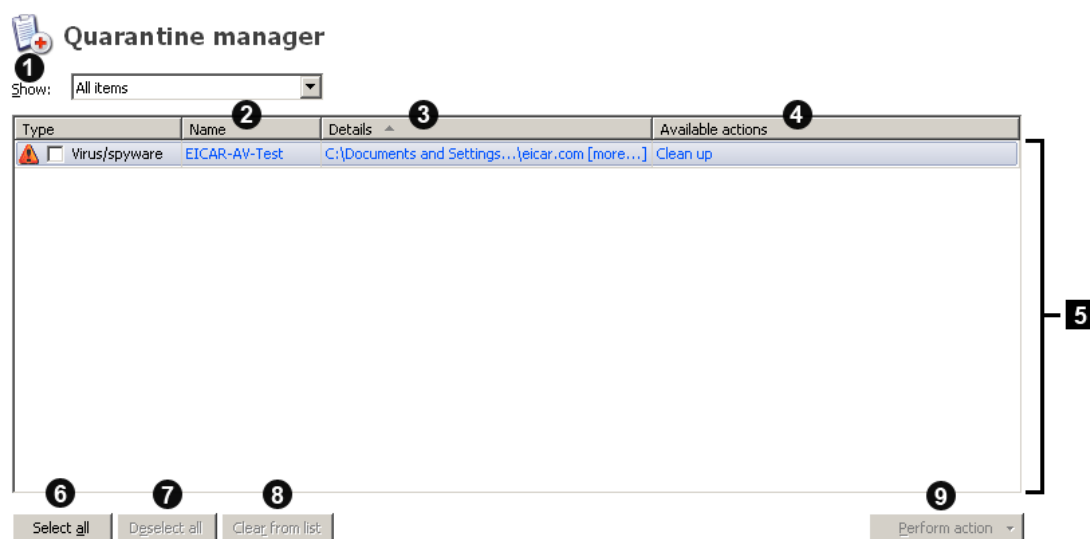 Quarantine manager
1
Show: All items
2 3 4
Type Name Details Available actions
Virus/spyware EICAR-AV-Test C:\Documents and Settings...\eicar.com [more...] Clean up
5
6 7 8 9
Select all Deselect all Clear from list Perform action